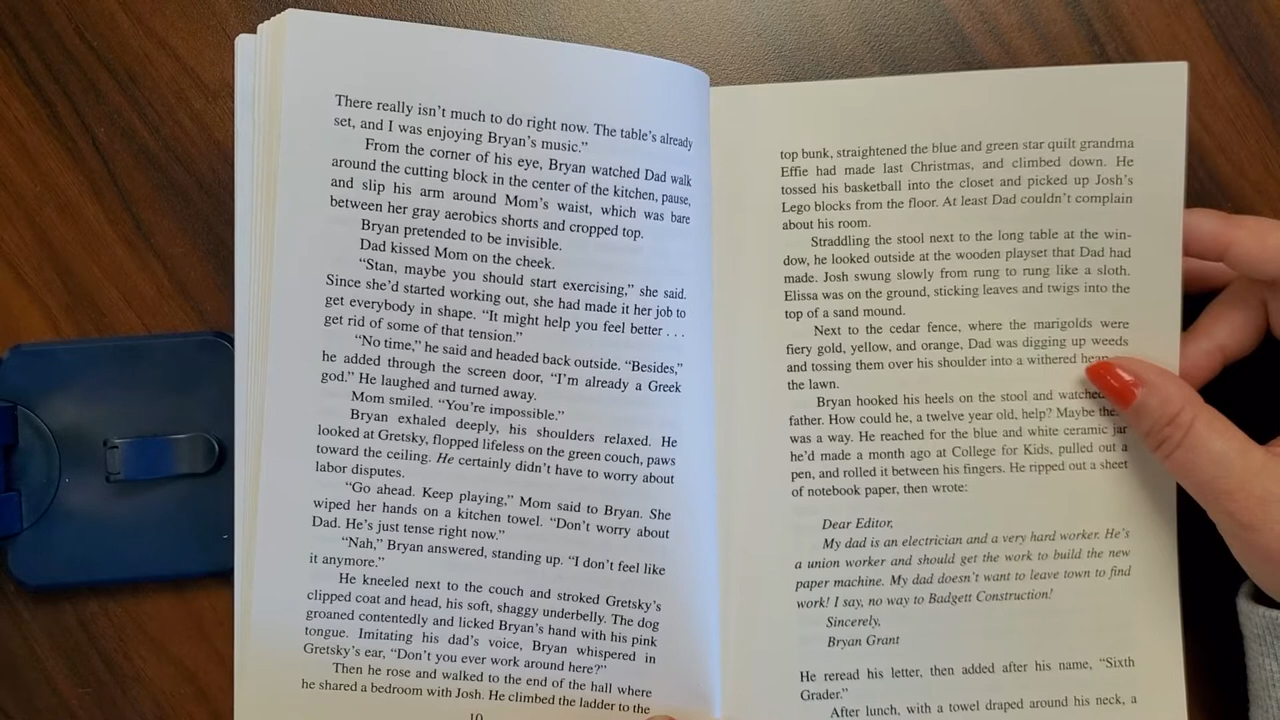 There really isn't much to do right now. The table's already
set, and I was enjoying Bryan's music."
From the corner of his eye, Bryan watched Dad walk
around the cutting block in the center of the kitchen, pause,
and slip his arm around Mom's waist, which was bare
between her gray aerobics shorts and cropped top.
Bryan pretended to be invisible.
Dad kissed Mom on the cheek.
"Stan, maybe you should start exercising," she said.
Since she'd started working out, she had made it her job to
get everybody in shape. "It might help you feel better . . .
get rid of some of that tension."
"No time," he said and headed back outside. "Besides,"
he added through the screen door, "I'm already a Greek
god." He laughed and turned away.
Mom smiled. "You're impossible."
Bryan exhaled deeply, his shoulders relaxed. He
looked at Gretsky, flopped lifeless on the green couch, paws
toward the ceiling. He certainly didn't have to worry about
labor disputes.
"Go ahead. Keep playing," Mom said to Bryan. She
wiped her hands on a kitchen towel. "Don't worry about
Dad. He's just tense right now."
"Nah," Bryan answered, standing up. "I don't feel like
it anymore."
He kneeled next to the couch and stroked Gretsky's
clipped coat and head, his soft, shaggy underbelly. The dog
groaned contentedly and licked Bryan's hand with his pink
tongue. Imitating his dad's voice, Bryan whispered in
Gretsky's ear, "Don't you ever work around here?"
Then he rose and walked to the end of the hall where
he shared a bedroom with Josh. He climbed the ladder to the
10
top bunk, straightened the blue and green star quilt grandma
Effie had made last Christmas, and climbed down. He
tossed his basketball into the closet and picked up Josh's
Lego blocks from the floor. At least Dad couldn't complain
about his room.
Straddling the stool next to the long table at the win-
dow, he looked outside at the wooden playset that Dad had
made. Josh swung slowly from rung to rung like a sloth.
Elissa was on the ground, sticking leaves and twigs into the
top of a sand mound.
Next to the cedar fence, where the marigolds were
fiery gold, yellow, and orange, Dad was digging up weeds
and tossing them over his shoulder into a withered
the lawn.
Bryan hooked his heels on the stool and watched
father. How could he, a twelve year old, help? Maybe
was a way. He reached for the blue and white ceramic jar
he'd made a month ago at College for Kids, pulled out a
pen, and rolled it between his fingers. He ripped out a sheet
of notebook paper, then wrote:
Dear Editor,
My dad is an electrician and a very hard worker. He's
a union worker and should get the work to build the new
paper machine. My dad doesn't want to leave town to find
work! I say, no way to Badgett Construction!
Sincerely,
Bryan Grant
He reread his letter, then added after his name, "Sixth
Grader."
After lunch, with a towel draped around his neck, a